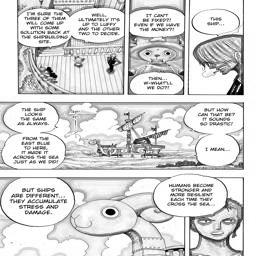 I'M SURE THE
THREE OF THEM
WILL COME UP
WITH SOME
SOLUTION BACK AT
THE SHIPBUILDING
SITE.
WELL,
ULTIMATELY IT'S
UP TO LUFFY
AND THE OTHER
TWO TO DECIDE.
IT CAN'T
BE FIXED?!
EVEN IF WE HAVE
THE MONEY?!
THEN...
W-WHAT'LL
WE DO?!
THIS
SHIP...
THE SHIP
LOOKS
THE SAME
AS ALWAYS.
FROM THE
EAST BLUE
TO HERE,
IT MADE IT
ACROSS THE SEA
JUST AS WE DID!
BUT HOW
CAN THAT BE?
IT SOUNDS
SO DRASTIC!
I MEAN...
BUT SHIPS
ARE DIFFERENT...
THEY ACCUMULATE
STRESS AND
DAMAGE.
HUMANS BECOME
STRONGER AND
MORE RESILIENT
EACH TIME THEY
CROSS THE SEA...